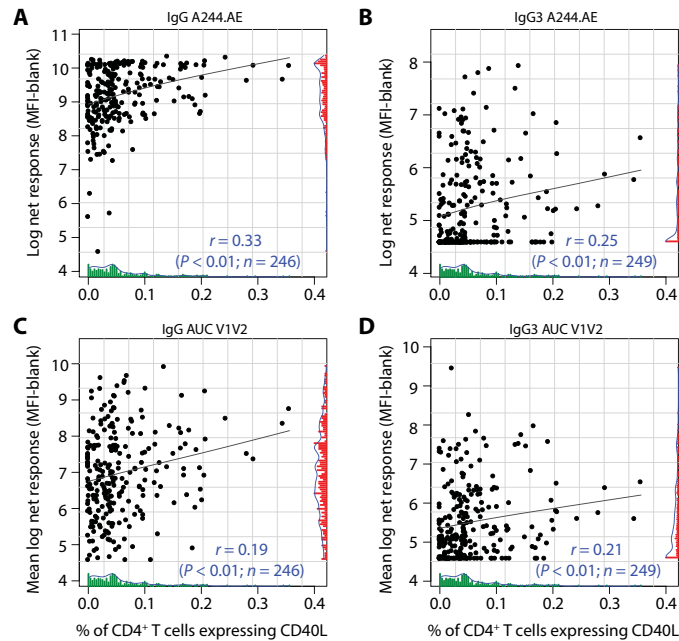 A
IgG A244.AE
Log net response (MFI-blank)
11
10
9
8
7
6
5
4
r = 0.33
(P < 0.01; n = 246)
0.0 0.1 0.2 0.3 0.4
B
IgG3 A244.AE
Log net response (MFI-blank)
8
7
6
5
4
r = 0.25
(P < 0.01; n = 249)
0.0 0.1 0.2 0.3 0.4
C
IgG AUC V1V2
Mean log net response (MFI-blank)
10
9
8
7
6
5
4
r = 0.19
(P < 0.01; n = 246)
0.0 0.1 0.2 0.3 0.4
% of CD4⁺ T cells expressing CD40L
D
IgG3 AUC V1V2
Mean log net response (MFI-blank)
10
9
8
7
6
5
4
r = 0.21
(P < 0.01; n = 249)
0.0 0.1 0.2 0.3 0.4
% of CD4⁺ T cells expressing CD40L